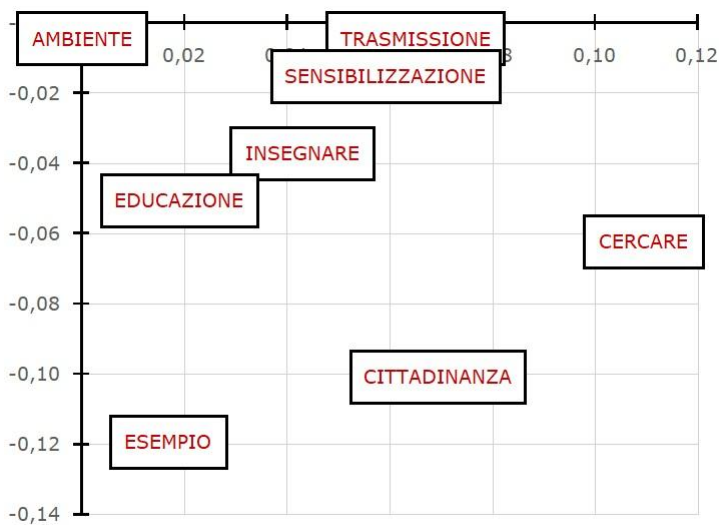 AMBIENTE
TRASMISSIONE
0,02
0,10
0,12
SENSIBILIZZAZIONE
-0,02
INSEGNARE
-0,04
EDUCAZIONE
-0,06
CERCARE
-0,08
-0,10
CITTADINANZA
-0,12
ESEMPIO
-0,14